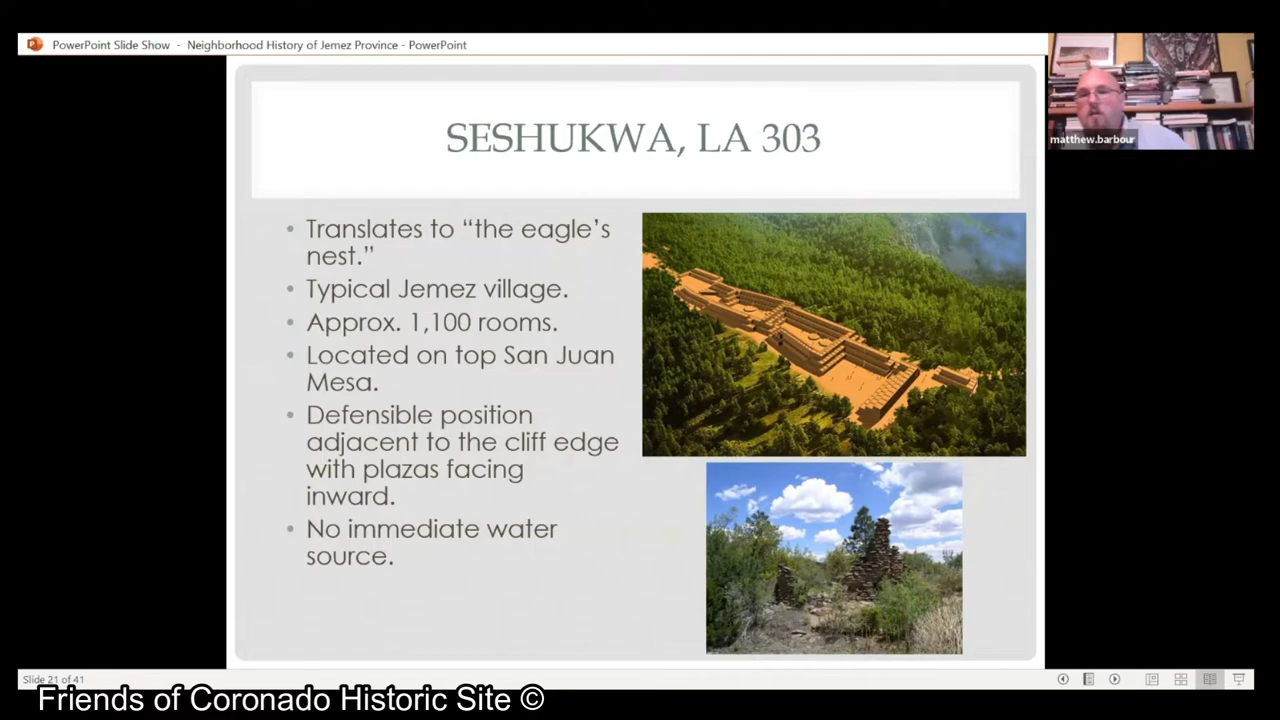 PowerPoint Slide Show - Neighborhood History of Jemez Province - PowerPoint
matthew.barbour
SESHUKWA, LA 303
• Translates to “the eagle’s
nest.”
• Typical Jemez village.
• Approx. 1,100 rooms.
• Located on top San Juan
Mesa.
• Defensible position
adjacent to the cliff edge
with plazas facing
inward.
• No immediate water
source.
Slide 21 of 41
Friends of Coronado Historic Site ©